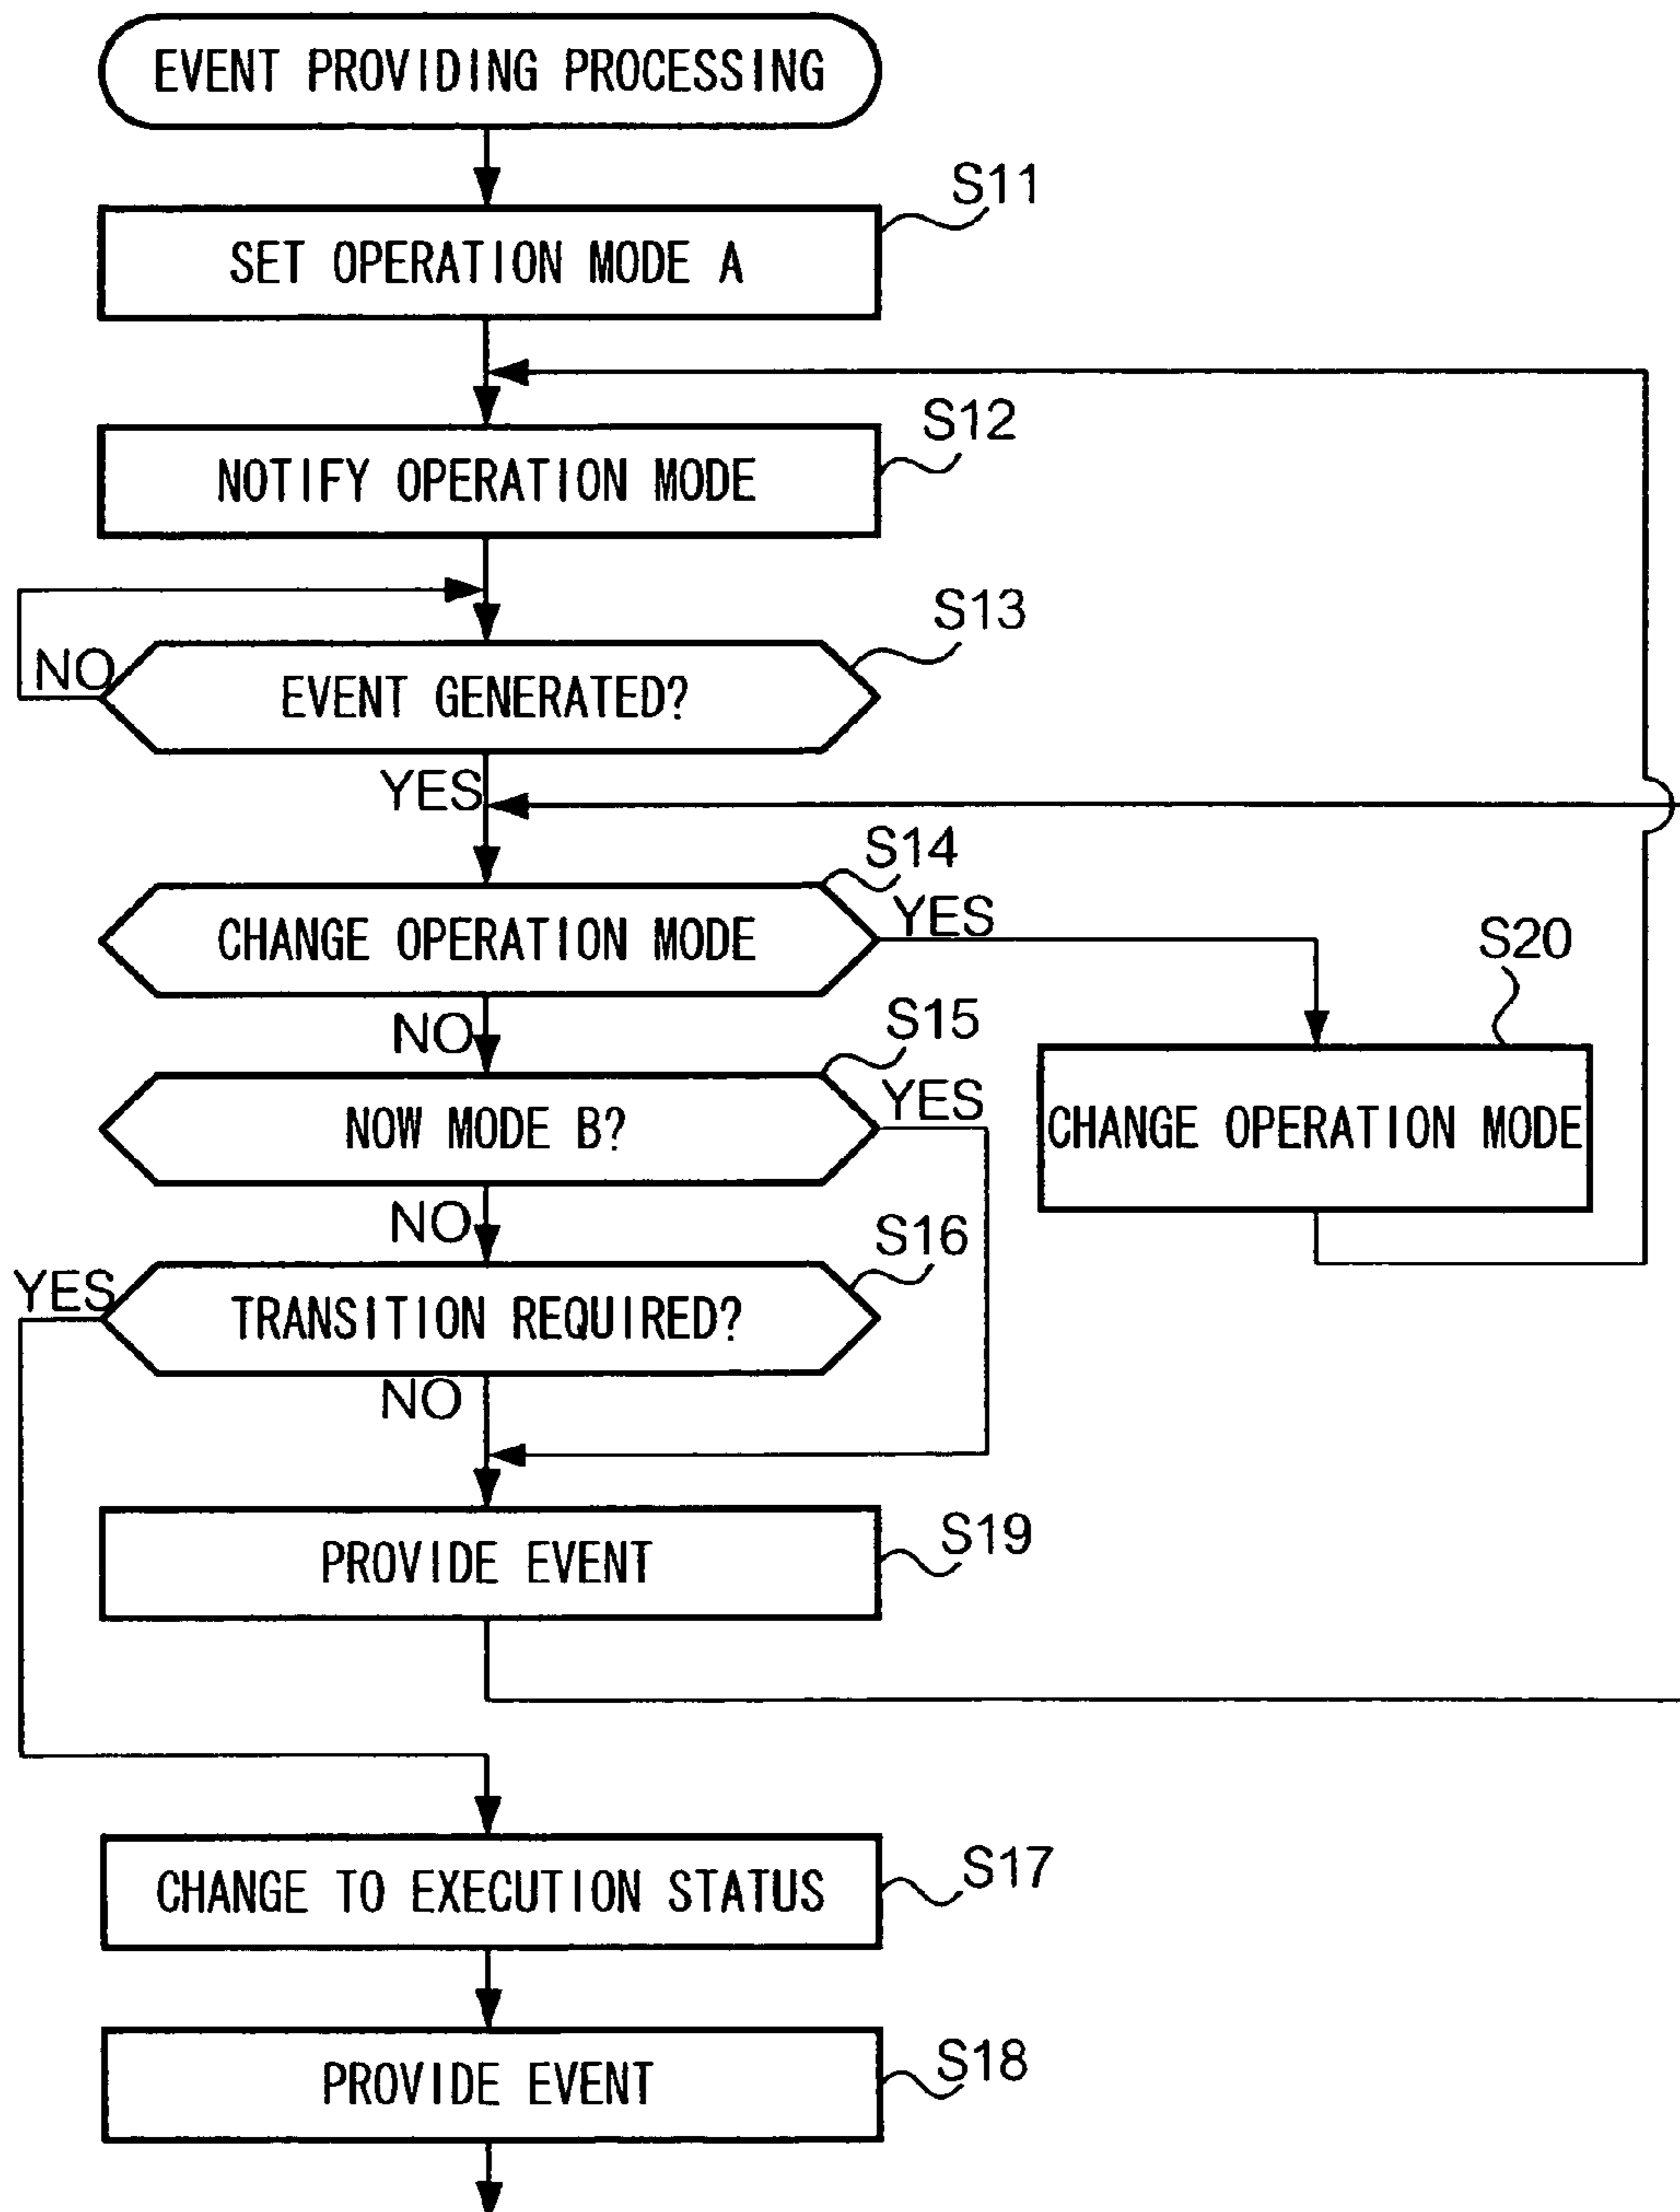 EVENT PROVIDING PROCESSING
S11
SET OPERATION MODE A
S12
NOTIFY OPERATION MODE
S13
NO
EVENT GENERATED?
YES
S14
CHANGE OPERATION MODE
YES
S20
NO
S15
NOW MODE B?
YES
CHANGE OPERATION MODE
NO
S16
YES
TRANSITION REQUIRED?
NO
S19
PROVIDE EVENT
S17
CHANGE TO EXECUTION STATUS
S18
PROVIDE EVENT